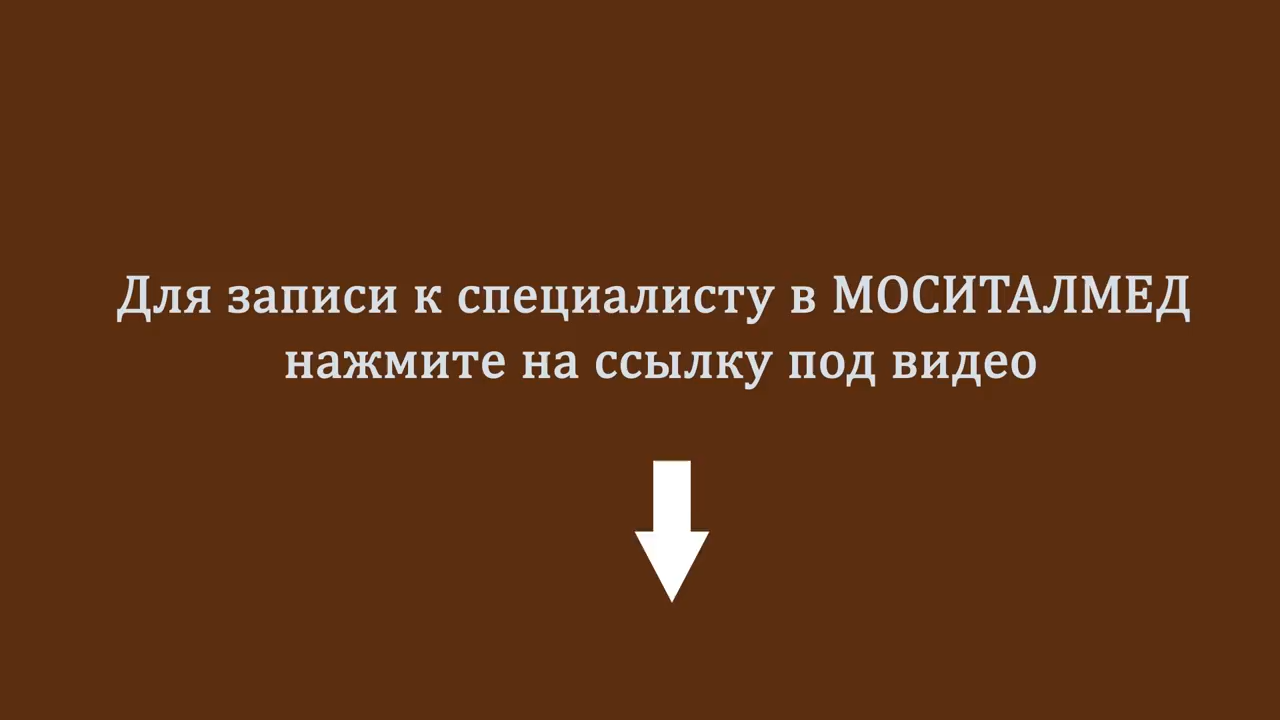 Для записи к специалисту в МОСИТАЛМЕД
нажмите на ссылку под видео